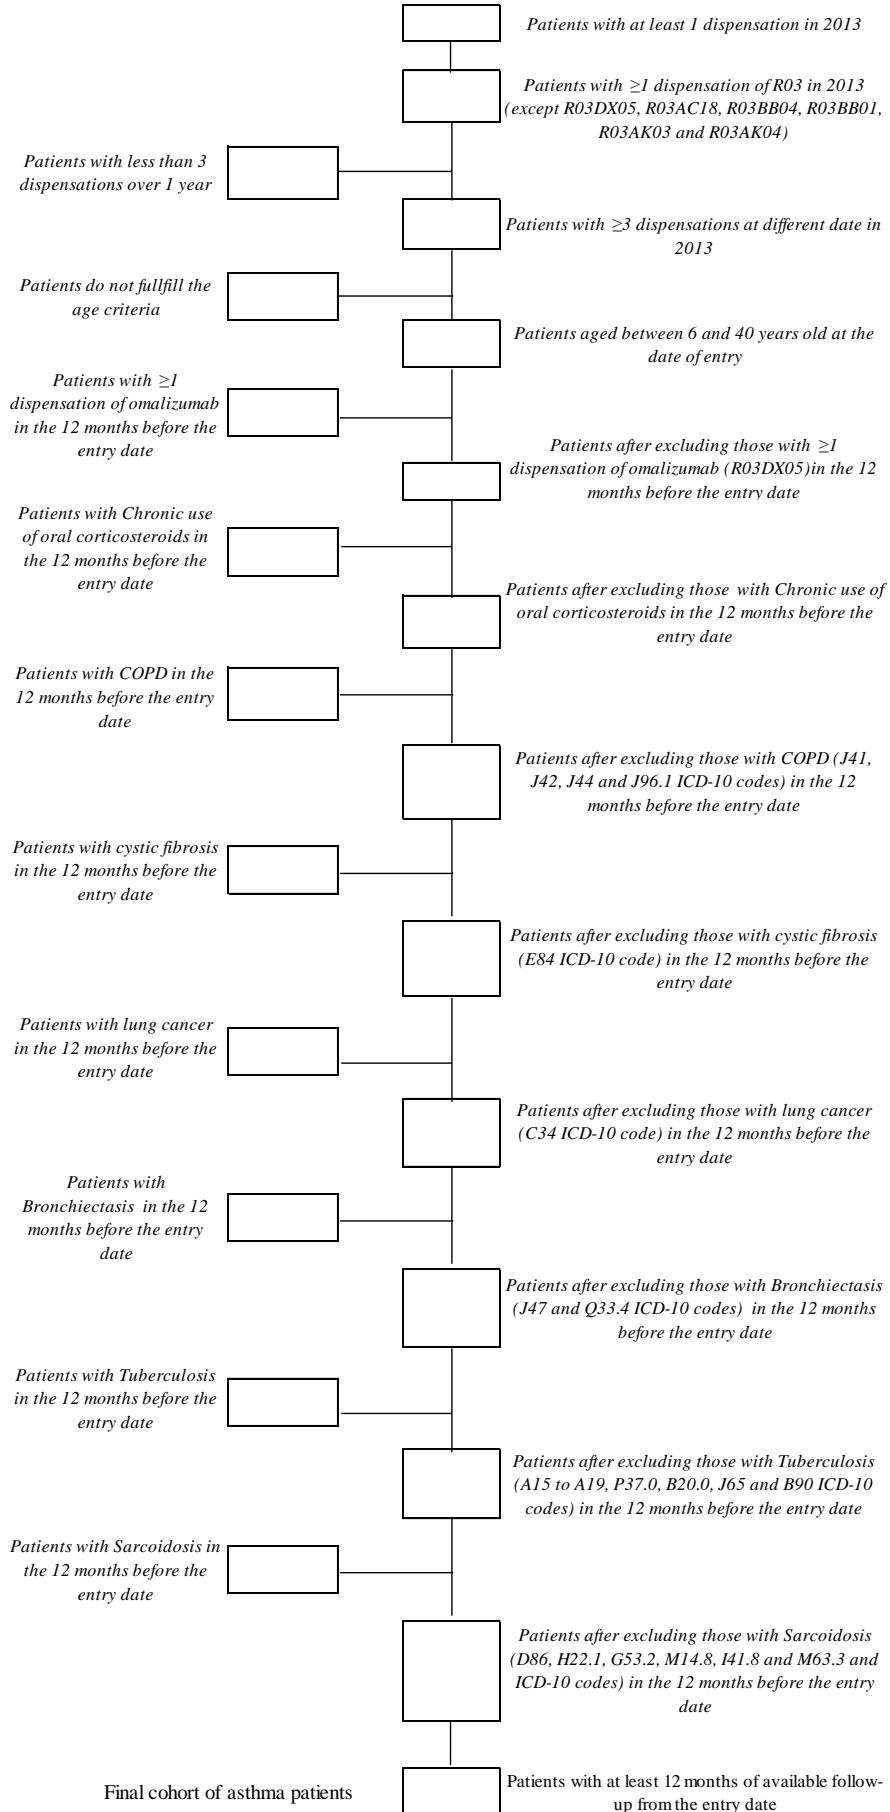 Patients with at least 1 dispensation in 2013
Patients with ≥1 dispensation of R03 in 2013
(except R03DX05, R03AC18, R03BB04, R03BB01,
R03AK03 and R03AK04)
Patients with less than 3
dispensations over 1 year
Patients with ≥3 dispensations at different date in
2013
Patients do not fullfill the
age criteria
Patients aged between 6 and 40 years old at the
date of entry
Patients with ≥1
dispensation of omalizumab
in the 12 months before the
entry date
Patients after excluding those with ≥1
dispensation of omalizumab (R03DX05)in the 12
months before the entry date
Patients with Chronic use
of oral corticosteroids in
the 12 months before the
entry date
Patients after excluding those with Chronic use of
oral corticosteroids in the 12 months before the
entry date
Patients with COPD in the
12 months before the entry
date
Patients after excluding those with COPD (J41,
J42, J44 and J96.1 ICD-10 codes) in the 12
months before the entry date
Patients with cystic fibrosis
in the 12 months before the
entry date
Patients after excluding those with cystic fibrosis
(E84 ICD-10 code) in the 12 months before the
entry date
Patients with lung cancer
in the 12 months before the
entry date
Patients after excluding those with lung cancer
(C34 ICD-10 code) in the 12 months before the
entry date
Patients with
Bronchiectasis in the 12
months before the entry
date
Patients after excluding those with Bronchiectasis
(J47 and Q33.4 ICD-10 codes) in the 12 months
before the entry date
Patients with Tuberculosis
in the 12 months before the
entry date
Patients after excluding those with Tuberculosis
(A15 to A19, P37.0, B20.0, J65 and B90 ICD-10
codes) in the 12 months before the entry date
Patients with Sarcoidosis in
the 12 months before the
entry date
Patients after excluding those with Sarcoidosis
(D86, H22.1, G53.2, M14.8, I41.8 and M63.3 and
ICD-10 codes) in the 12 months before the entry
date
Final cohort of asthma patients
Patients with at least 12 months of available follow-
up from the entry date